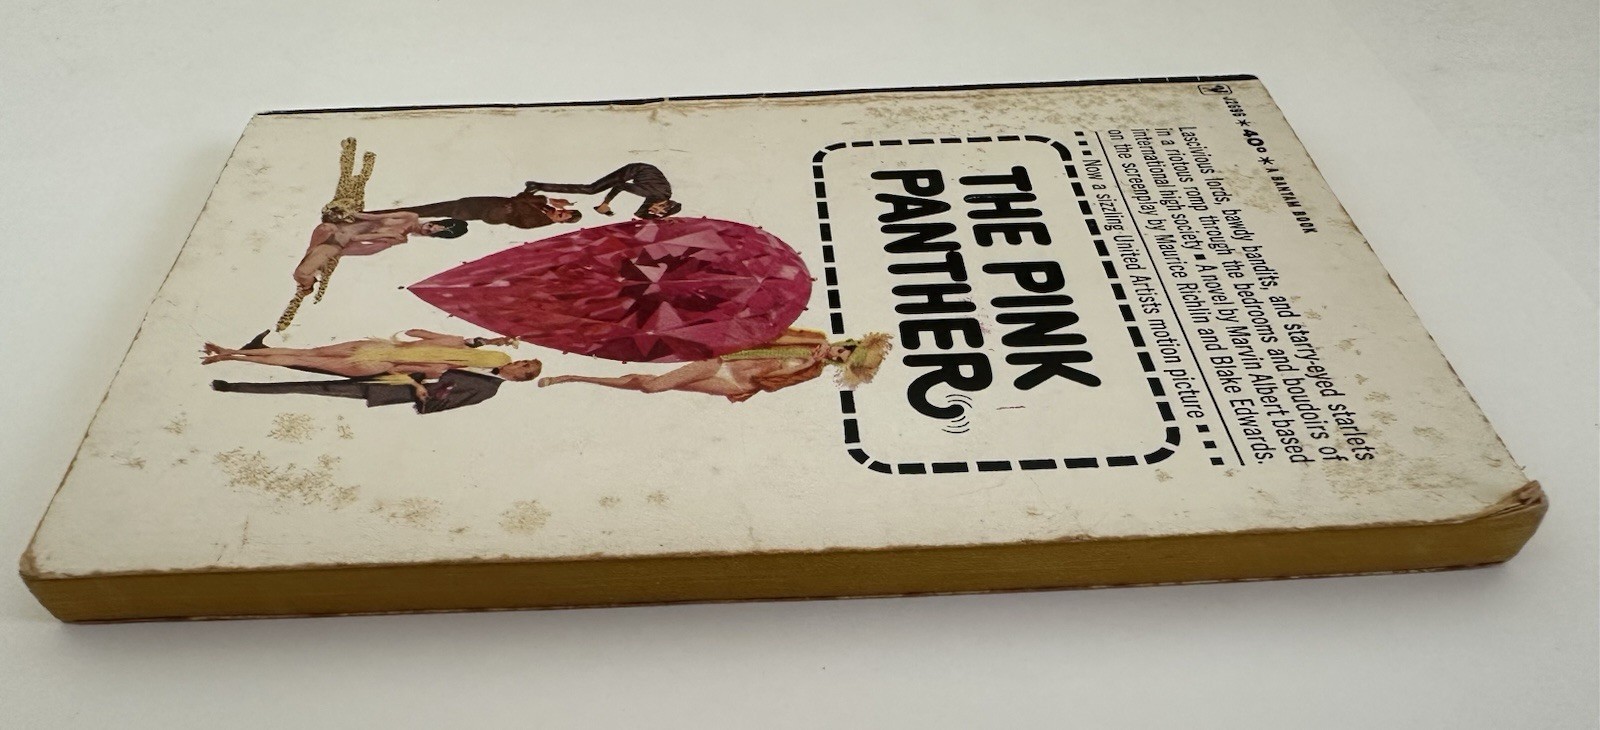 J2696 * 40¢ * A BANTAM BOOK
Lascivious lords, bawdy bandits, and starry-eyed starlets
in a riotous romp through the bedrooms and boudoirs of
international high society ▪ A novel by Marvin Albert based
on the screenplay by Maurice Richlin and Blake Edwards.
... Now a sizzling United Artists motion picture ...
THE PINK
PANTHER